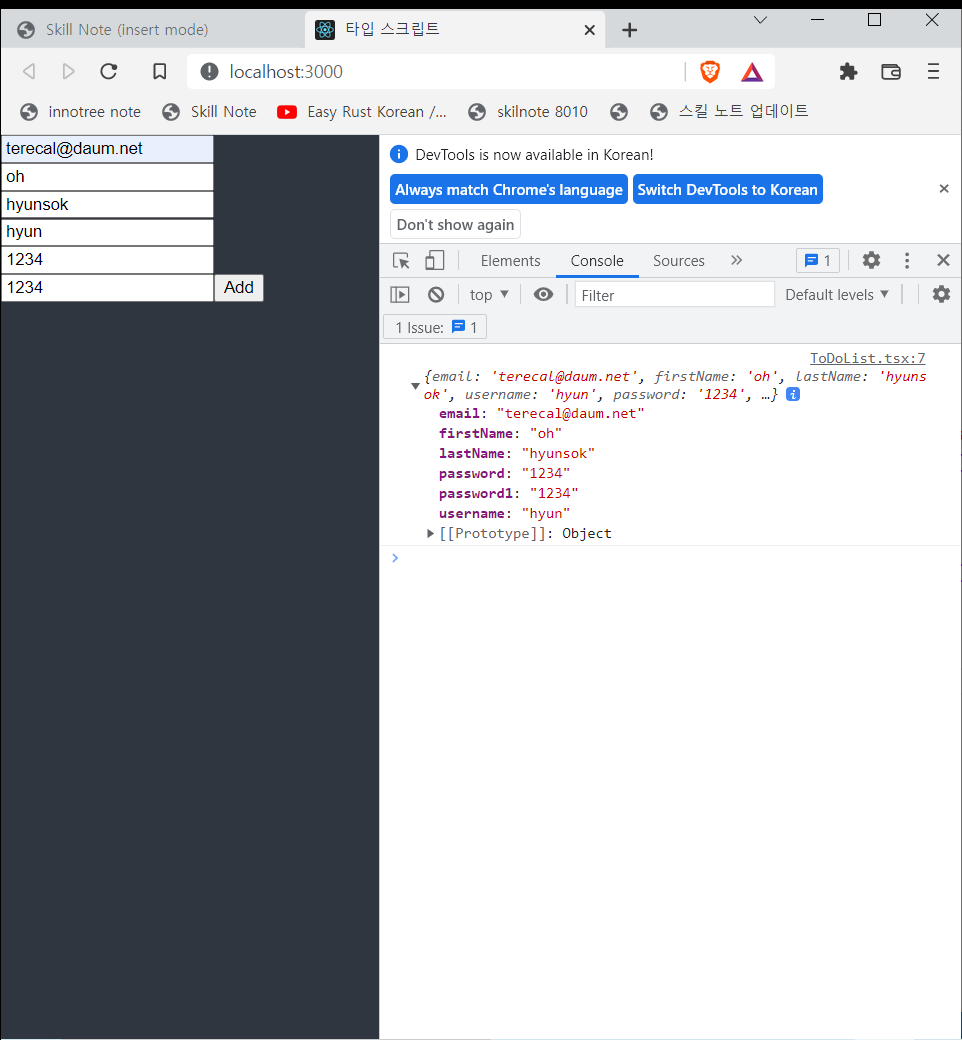 Skill Note (insert mode)
타입 스크립트
localhost:3000
innotree note
Skill Note
Easy Rust Korean /...
skilnote 8010
스킬 노트 업데이트
terecal@daum.net
oh
hyunsok
hyun
1234
1234
Add
DevTools is now available in Korean!
Always match Chrome's language
Switch DevTools to Korean
Don't show again
Elements
Console
Sources
1
top
Filter
Default levels
1 Issue: 1
ToDoList.tsx:7
{email: 'terecal@daum.net', firstName: 'oh', lastName: 'hyuns
ok', username: 'hyun', password: '1234', …}
email: "terecal@daum.net"
firstName: "oh"
lastName: "hyunsok"
password: "1234"
password1: "1234"
username: "hyun"
[[Prototype]]: Object